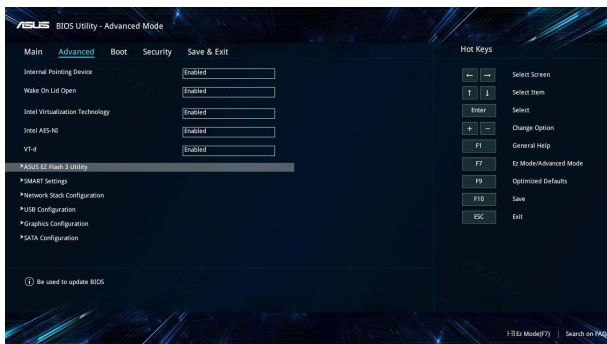 ASUS BIOS Utility - Advanced Mode
Main Advanced Boot Security Save & Exit
Internal Pointing Device Enabled
Wake On Lid Open Enabled
Intel Virtualization Technology Enabled
Intel AES-NI Enabled
VT-d Enabled
ASUS EZ Flash 3 Utility
SMART Settings
Network Stack Configuration
USB Configuration
Graphics Configuration
SATA Configuration
Be used to update BIOS
Hot Keys
← → Select Screen
↑ ↓ Select Item
Enter Select
+ − Change Option
F1 General Help
F7 Ez Mode/Advanced Mode
F9 Optimized Defaults
F10 Save
ESC Exit
Ez Mode(F7) | Search on FAQ